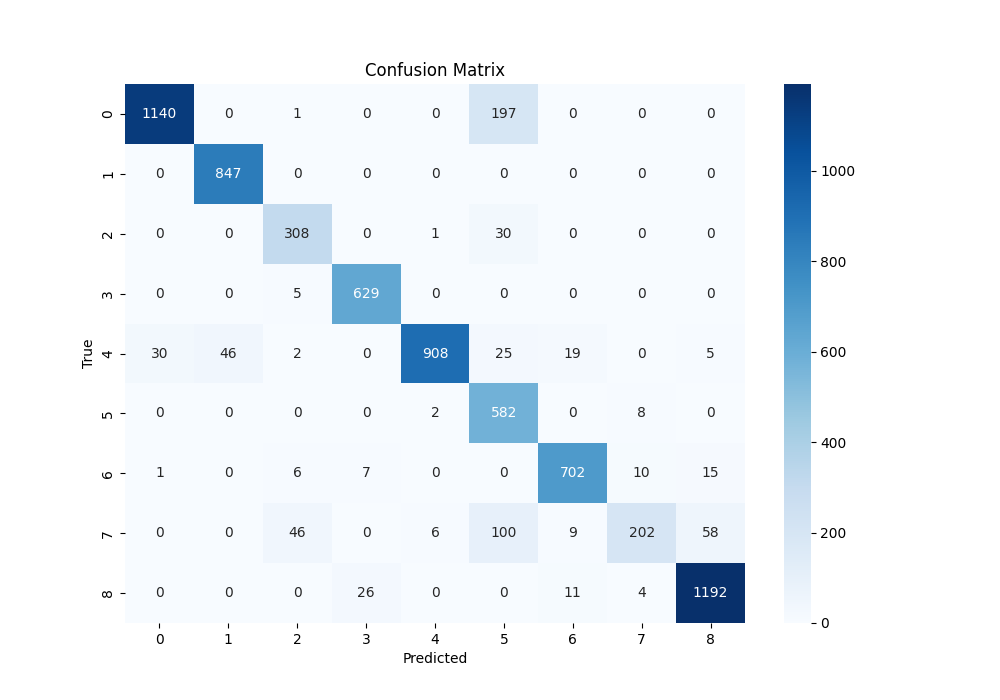 Confusion Matrix
0 1140 0 1 0 0 197 0 0 0
1 0 847 0 0 0 0 0 0 0
2 0 0 308 0 1 30 0 0 0
3 0 0 5 629 0 0 0 0 0
4 30 46 2 0 908 25 19 0 5
5 0 0 0 0 2 582 0 8 0
6 1 0 6 7 0 0 702 10 15
7 0 0 46 0 6 100 9 202 58
8 0 0 0 26 0 0 11 4 1192
0 1 2 3 4 5 6 7 8
Predicted
True
1000
800
600
400
200
0